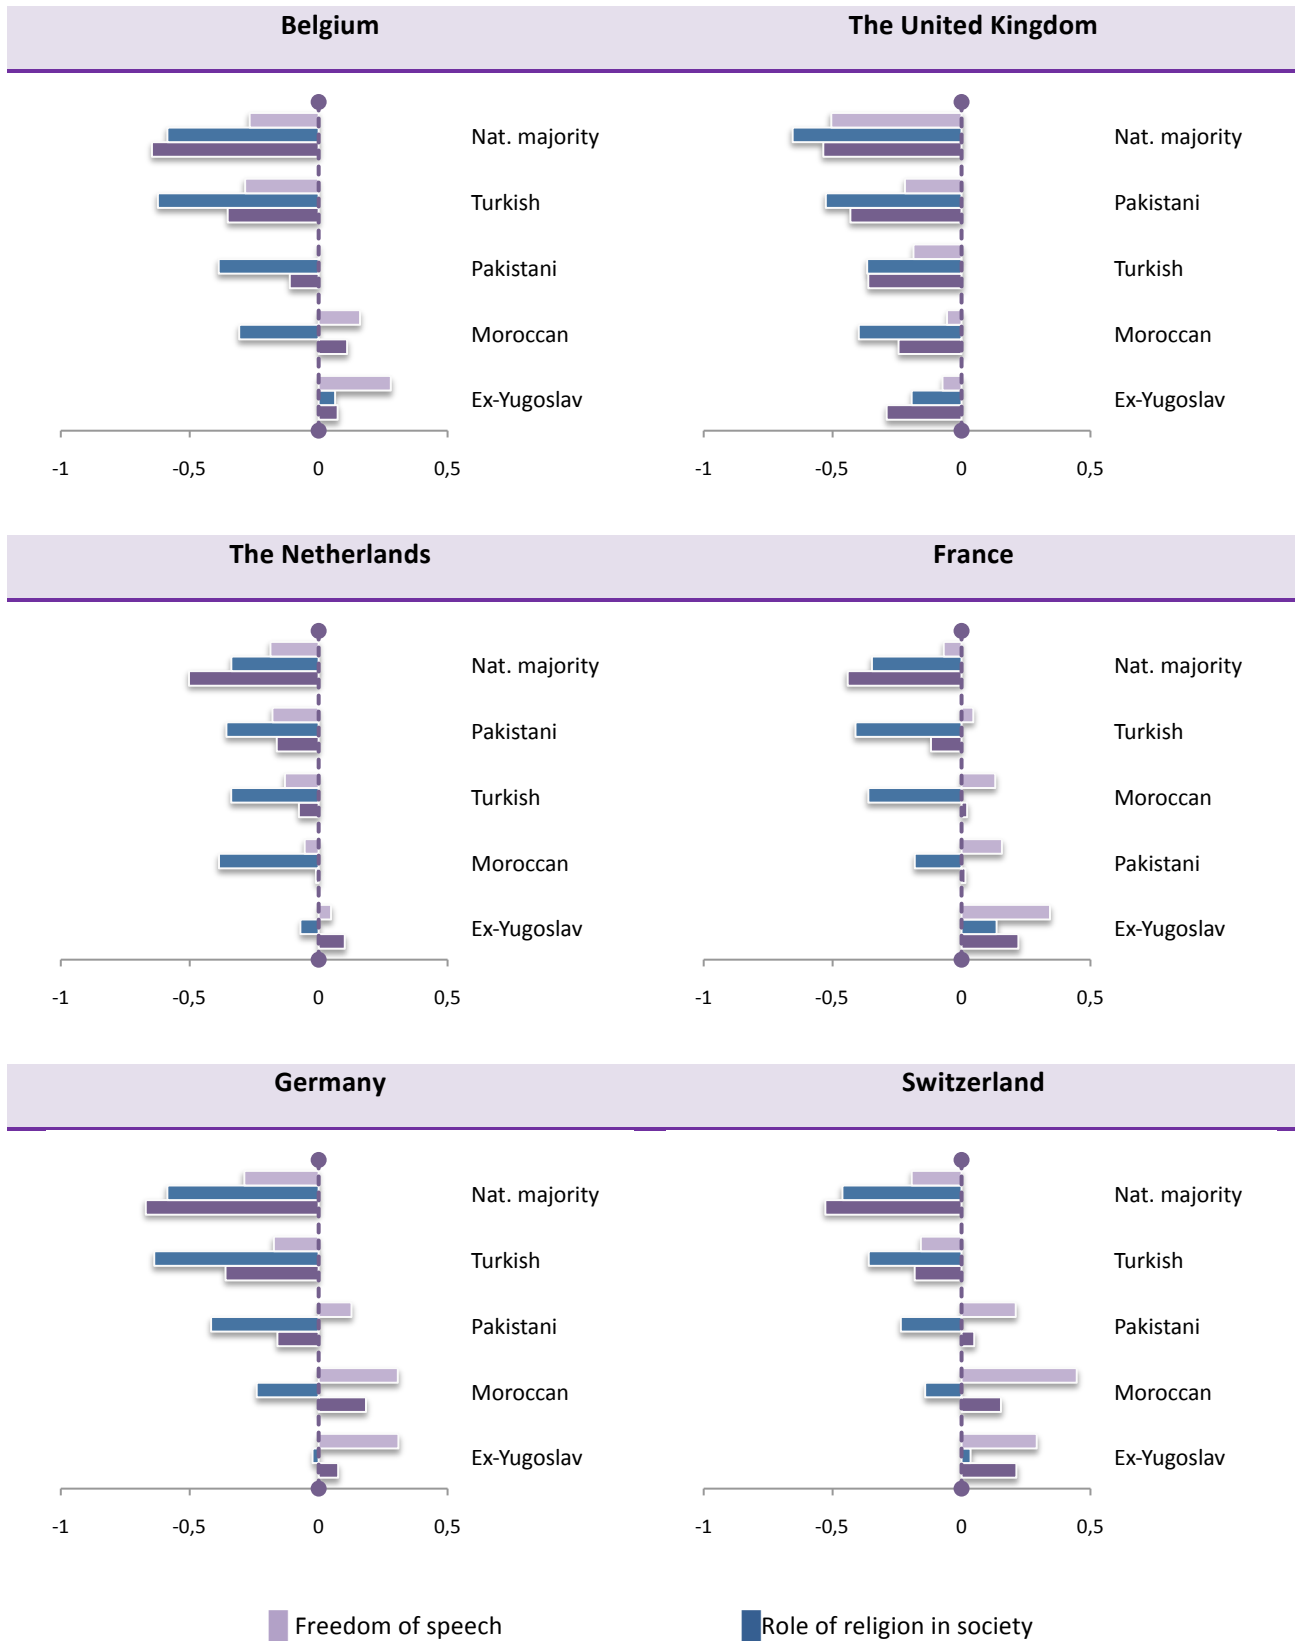 Belgium
The United Kingdom
Nat. majority
Turkish
Pakistani
Moroccan
Ex-Yugoslav
-1 -0,5 0 0,5
Nat. majority
Pakistani
Turkish
Moroccan
Ex-Yugoslav
-1 -0,5 0 0,5
The Netherlands
France
Nat. majority
Pakistani
Turkish
Moroccan
Ex-Yugoslav
-1 -0,5 0 0,5
Nat. majority
Turkish
Moroccan
Pakistani
Ex-Yugoslav
-1 -0,5 0 0,5
Germany
Switzerland
Nat. majority
Turkish
Pakistani
Moroccan
Ex-Yugoslav
-1 -0,5 0 0,5
Nat. majority
Turkish
Pakistani
Moroccan
Ex-Yugoslav
-1 -0,5 0 0,5
Freedom of speech
Role of religion in society